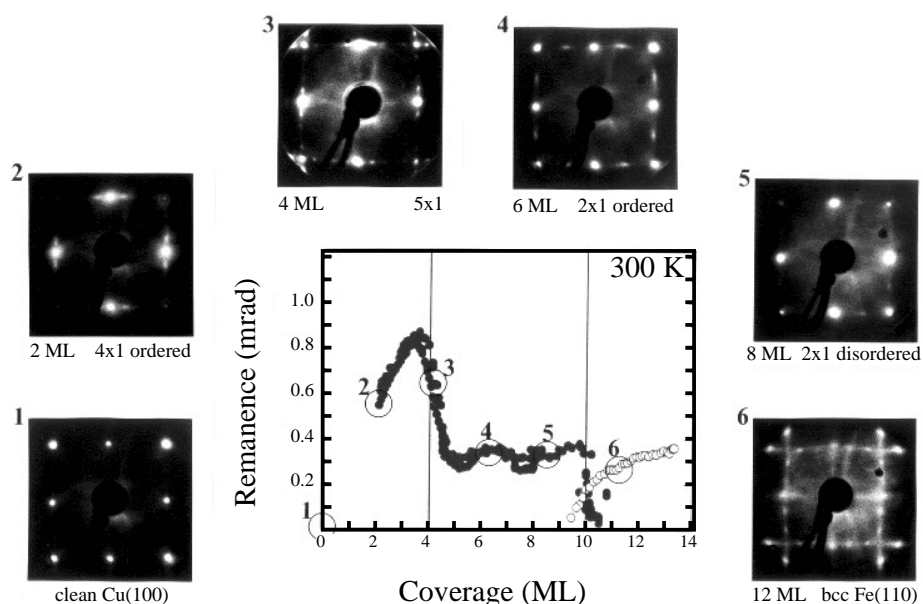 3
4
4 ML 5x1
6 ML 2x1 ordered
2
5
2 ML 4x1 ordered
8 ML 2x1 disordered
1
6
clean Cu(100)
12 ML bcc Fe(110)
300 K
Remanence (mrad)
1.0
0.8
0.6
0.4
0.2
1
2
3
4
5
6
0 2 4 6 8 10 12 14
Coverage (ML)